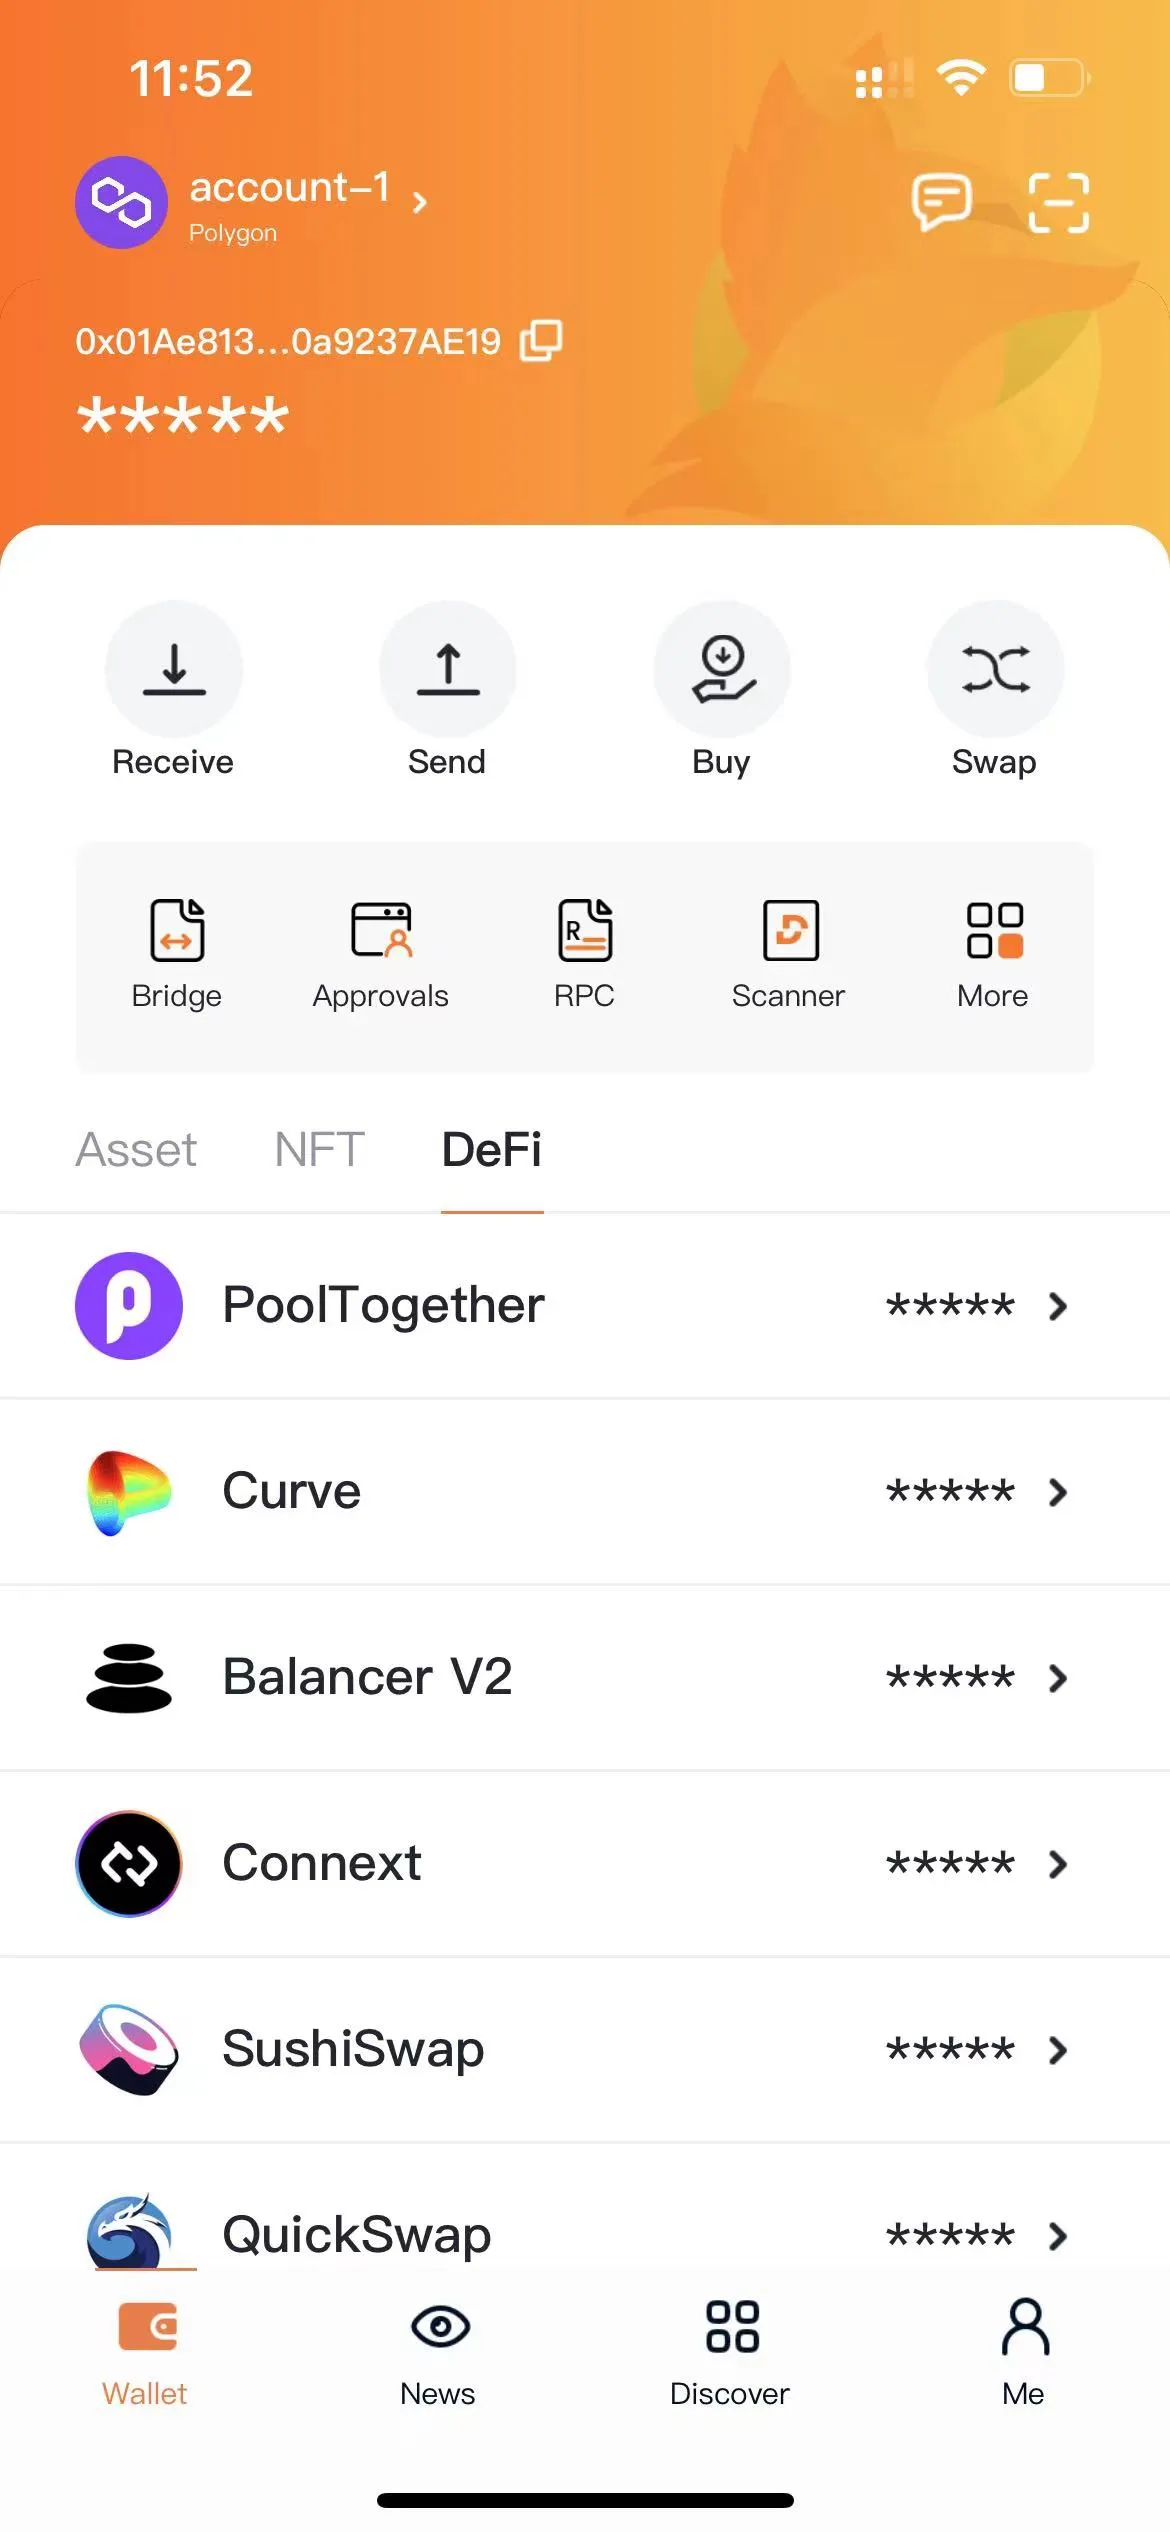 11:52
account-1
Polygon
0x01Ae813...0a9237AE19
*****
Receive Send Buy Swap
Bridge Approvals RPC Scanner More
Asset NFT DeFi
PoolTogether *****
Curve *****
Balancer V2 *****
Connext *****
SushiSwap *****
QuickSwap *****
Wallet News Discover Me